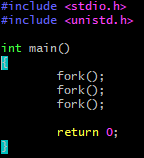 #include <stdio.h>
#include <unistd.h>
int main()
{
        fork();
        fork();
        fork();
        return 0;
}